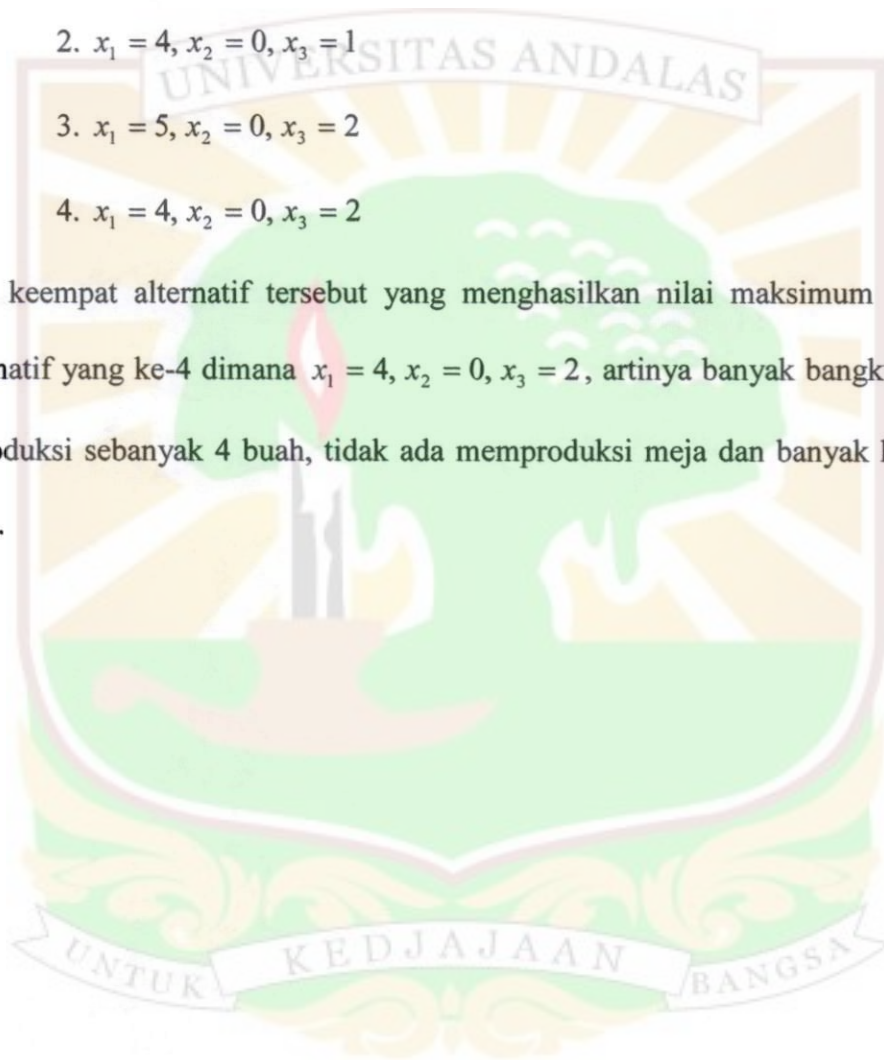 2. x₁ = 4, x₂ = 0, x₃ = 1
UNIVERSITAS ANDALAS
3. x₁ = 5, x₂ = 0, x₃ = 2
4. x₁ = 4, x₂ = 0, x₃ = 2
keempat alternatif tersebut yang menghasilkan nilai maksimum
natif yang ke-4 dimana x₁ = 4, x₂ = 0, x₃ = 2, artinya banyak bangk
duksi sebanyak 4 buah, tidak ada memproduksi meja dan banyak
UNTUK KEDJAJAAN BANGSA